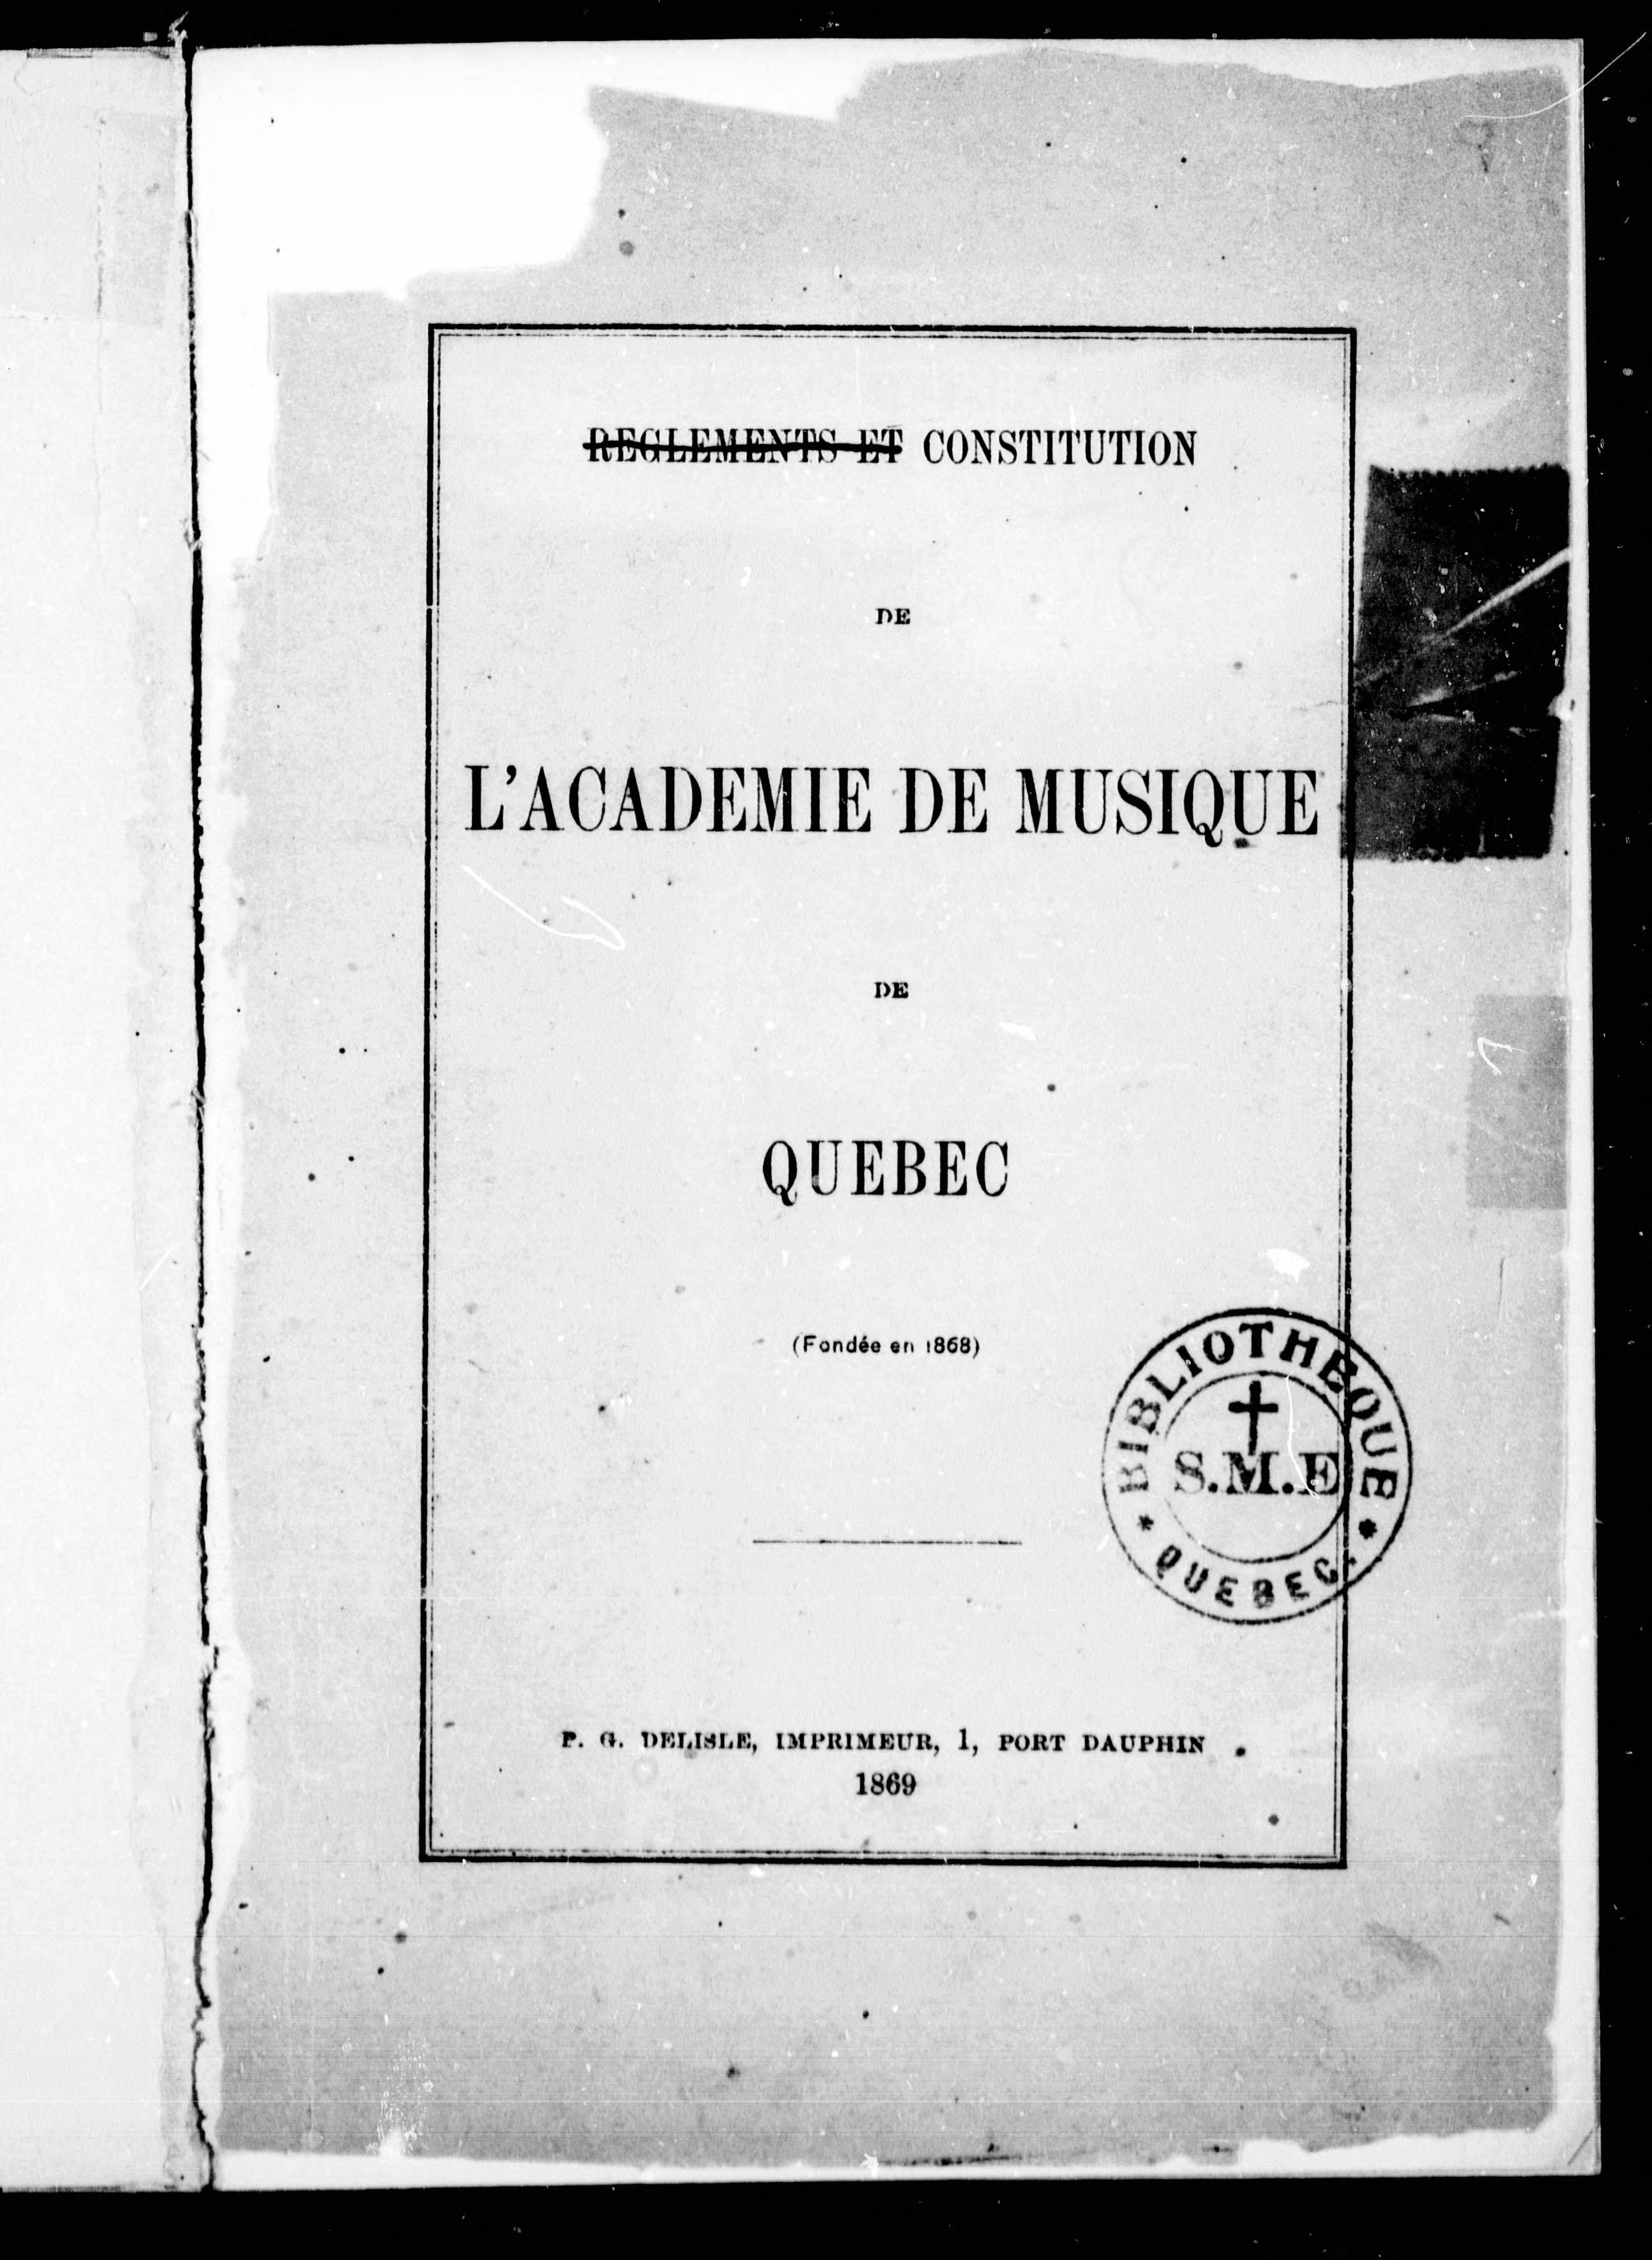 REGLEMENTS ET CONSTITUTION
DE
L'ACADEMIE DE MUSIQUE
DE
QUEBEC
(Fondée en 1868)
BIBLIOTHEQUE
S.M.E
* QUEBEC. *
P. G. DELISLE, IMPRIMEUR, 1, PORT DAUPHIN
1869